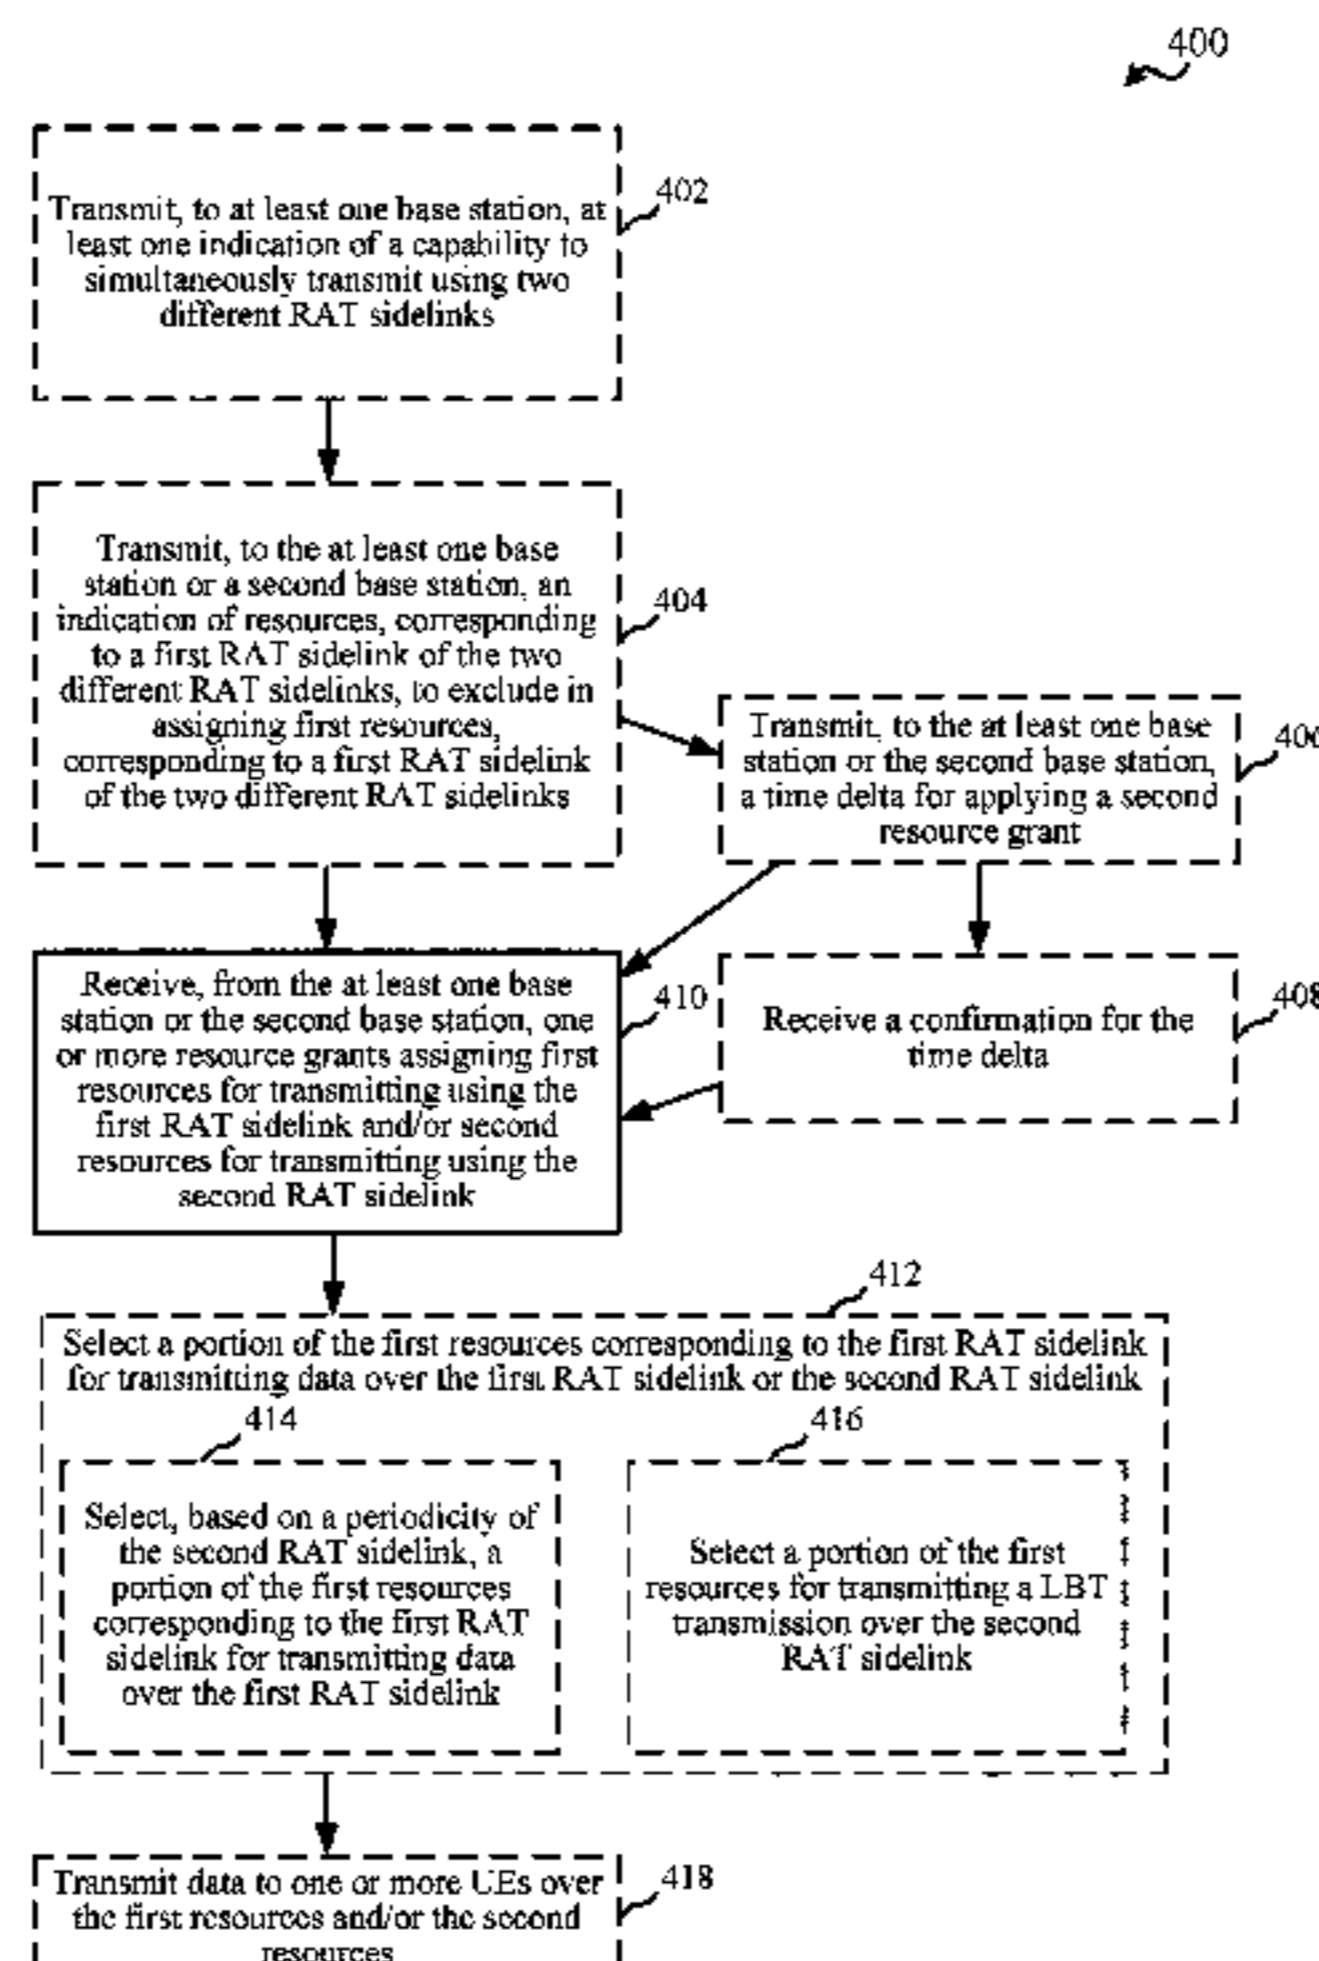 400
402
Transmit, to at least one base station, at
least one indication of a capability to
simultaneously transmit using two
different RAT sidelinks
404
Transmit, to the at least one base
station or a second base station, an
indication of resources, corresponding
to a first RAT sidelink of the two
different RAT sidelinks, to exclude in
assigning first resources,
corresponding to a first RAT sidelink
of the two different RAT sidelinks
Transmit, to the at least one base
station or the second base station,
a time delta for applying a second
resource grant
Receive, from the at least one base
station or the second base station, one
or more resource grants assigning first
resources for transmitting using the
first RAT sidelink and/or second
resources for transmitting using the
second RAT sidelink
410
Receive a confirmation for the
time delta
408
412
Select a portion of the first resources corresponding to the first RAT sidelink
for transmitting data over the first RAT sidelink or the second RAT sidelink
414
Select, based on a periodicity of
the second RAT sidelink, a
portion of the first resources
corresponding to the first RAT
sidelink for transmitting data
over the first RAT sidelink
416
Select a portion of the first
resources for transmitting a LBT
transmission over the second
RAT sidelink
Transmit data to one or more UEs over
the first resources and/or the second
resources
418